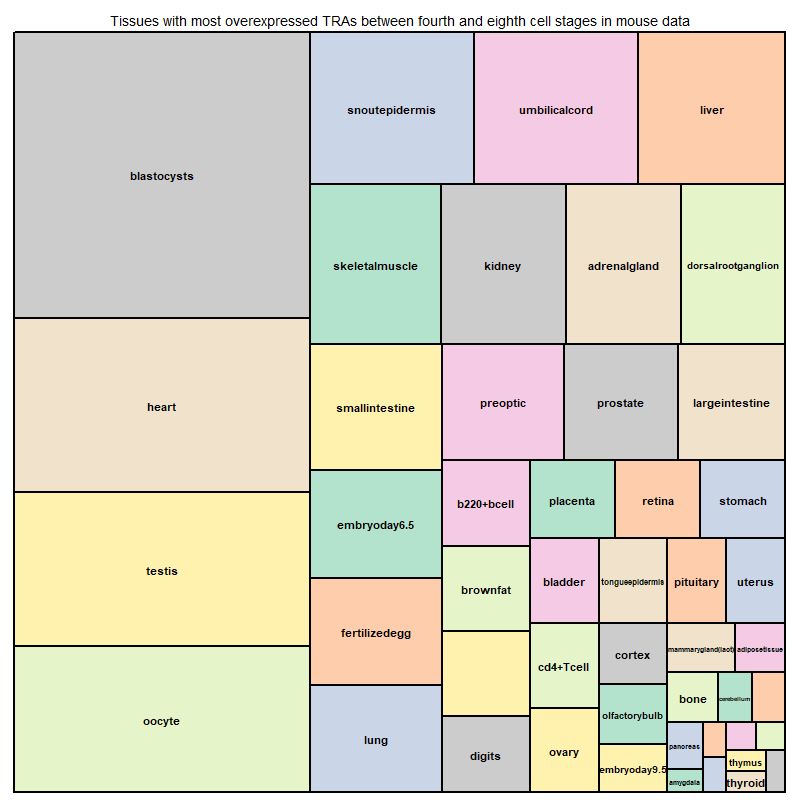 Tissues with most overexpressed TRAs between fourth and eighth cell stages in mouse data
blastocysts
snoutepidermis
umbilicalcord
liver
skeletalmuscle
kidney
adrenalgland
dorsalrootganglion
heart
smallintestine
preoptic
prostate
largeintestine
embryoday6.5
b220+bcell
placenta
retina
stomach
testis
fertilizedegg
brownfat
bladder
tongueepidermis
pituitary
uterus
oocyte
lung
digits
cd4+Tcell
ovary
cortex
olfactorybulb
embryoday9.5
mammarygland(laot)
adiposetissue
bone
cerebellum
pancreas
amygdala
thymus
thyroid